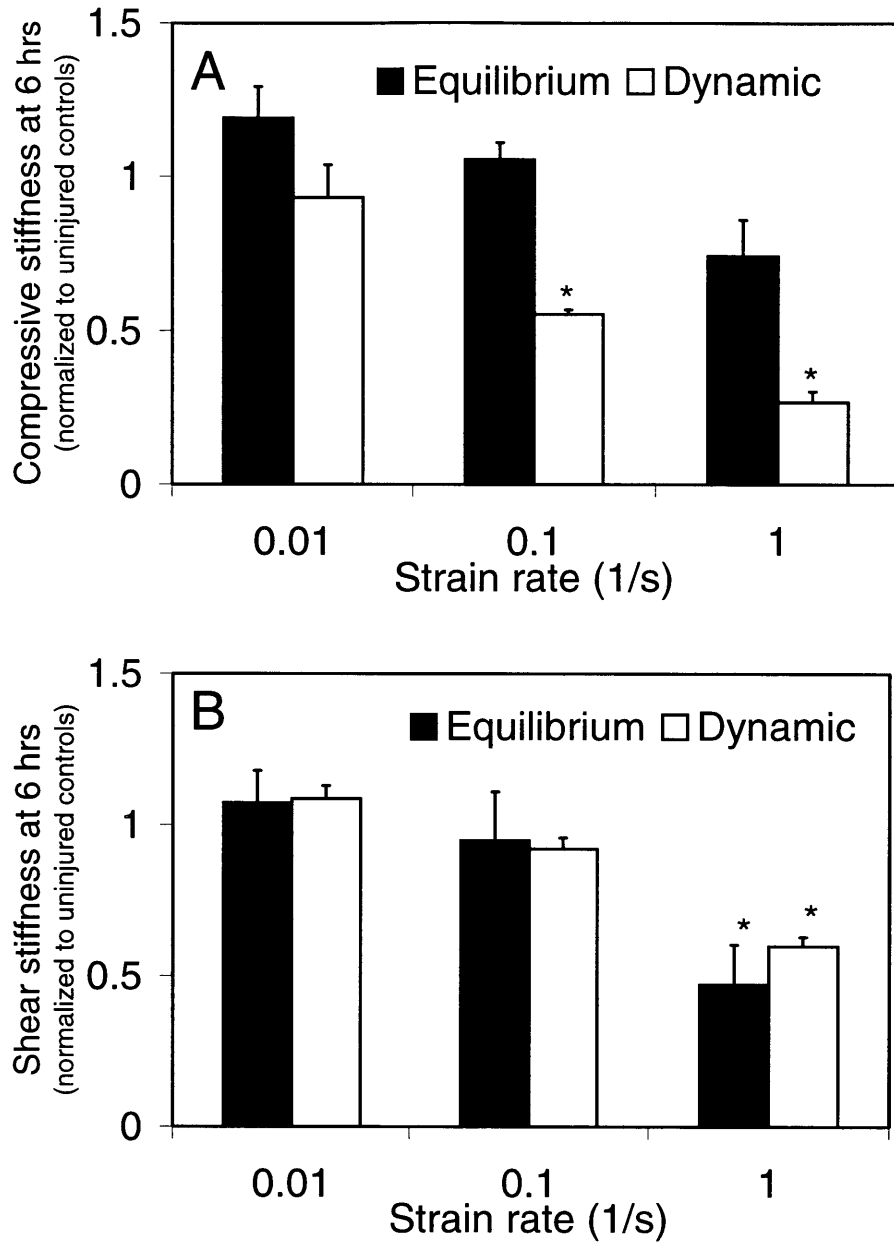 Compressive stiffness at 6 hrs
(normalized to uninjured controls)
1.5
1
0.5
0
A
■ Equilibrium □ Dynamic
*
*
0.01 0.1 1
Strain rate (1/s)
Shear stiffness at 6 hrs
(normalized to uninjured controls)
1.5
1
0.5
0
B
■ Equilibrium □ Dynamic
* *
0.01 0.1 1
Strain rate (1/s)